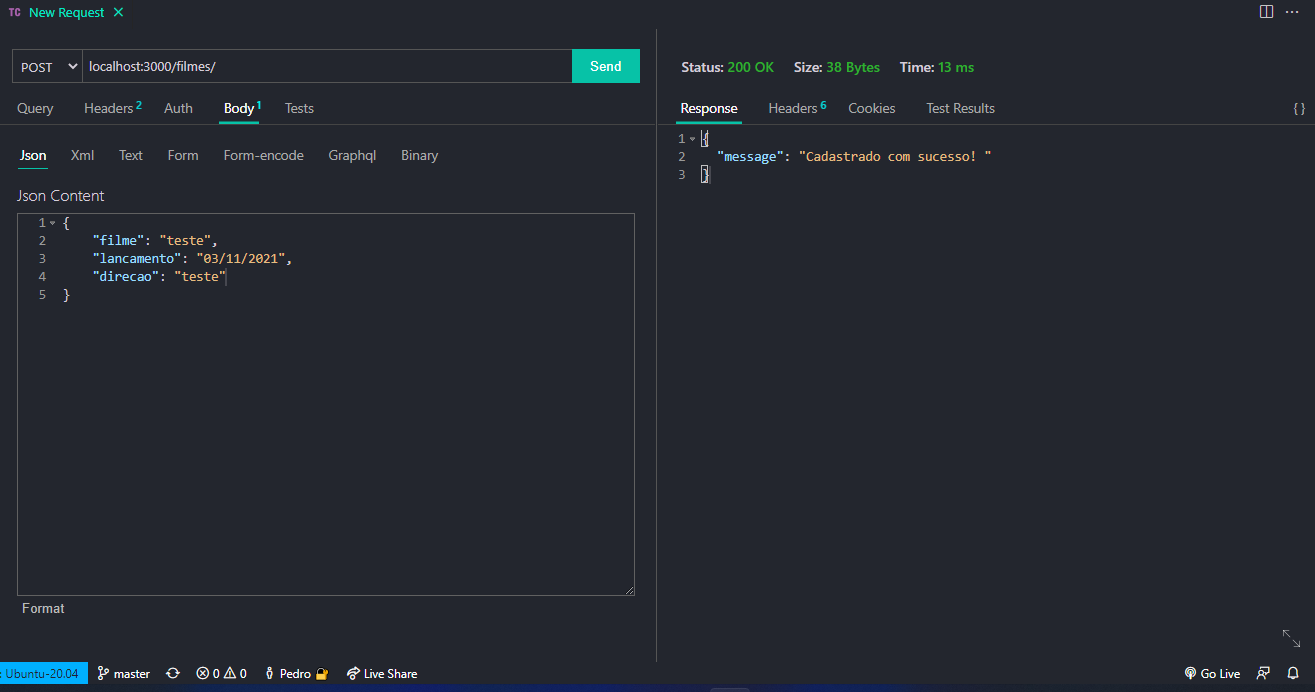 TC New Request
POST localhost:3000/filmes/ Send
Query Headers 2 Auth Body 1 Tests
Json Xml Text Form Form-encode Graphql Binary
Json Content
1 {
2 "filme": "teste",
3 "lancamento": "03/11/2021",
4 "direcao": "teste"
5 }
Format
Status: 200 OK Size: 38 Bytes Time: 13 ms
Response Headers 6 Cookies Test Results {}
1 {
2 "message": "Cadastrado com sucesso! "
3 }
: Ubuntu-20.04 master 0 0 Pedro Live Share Go Live